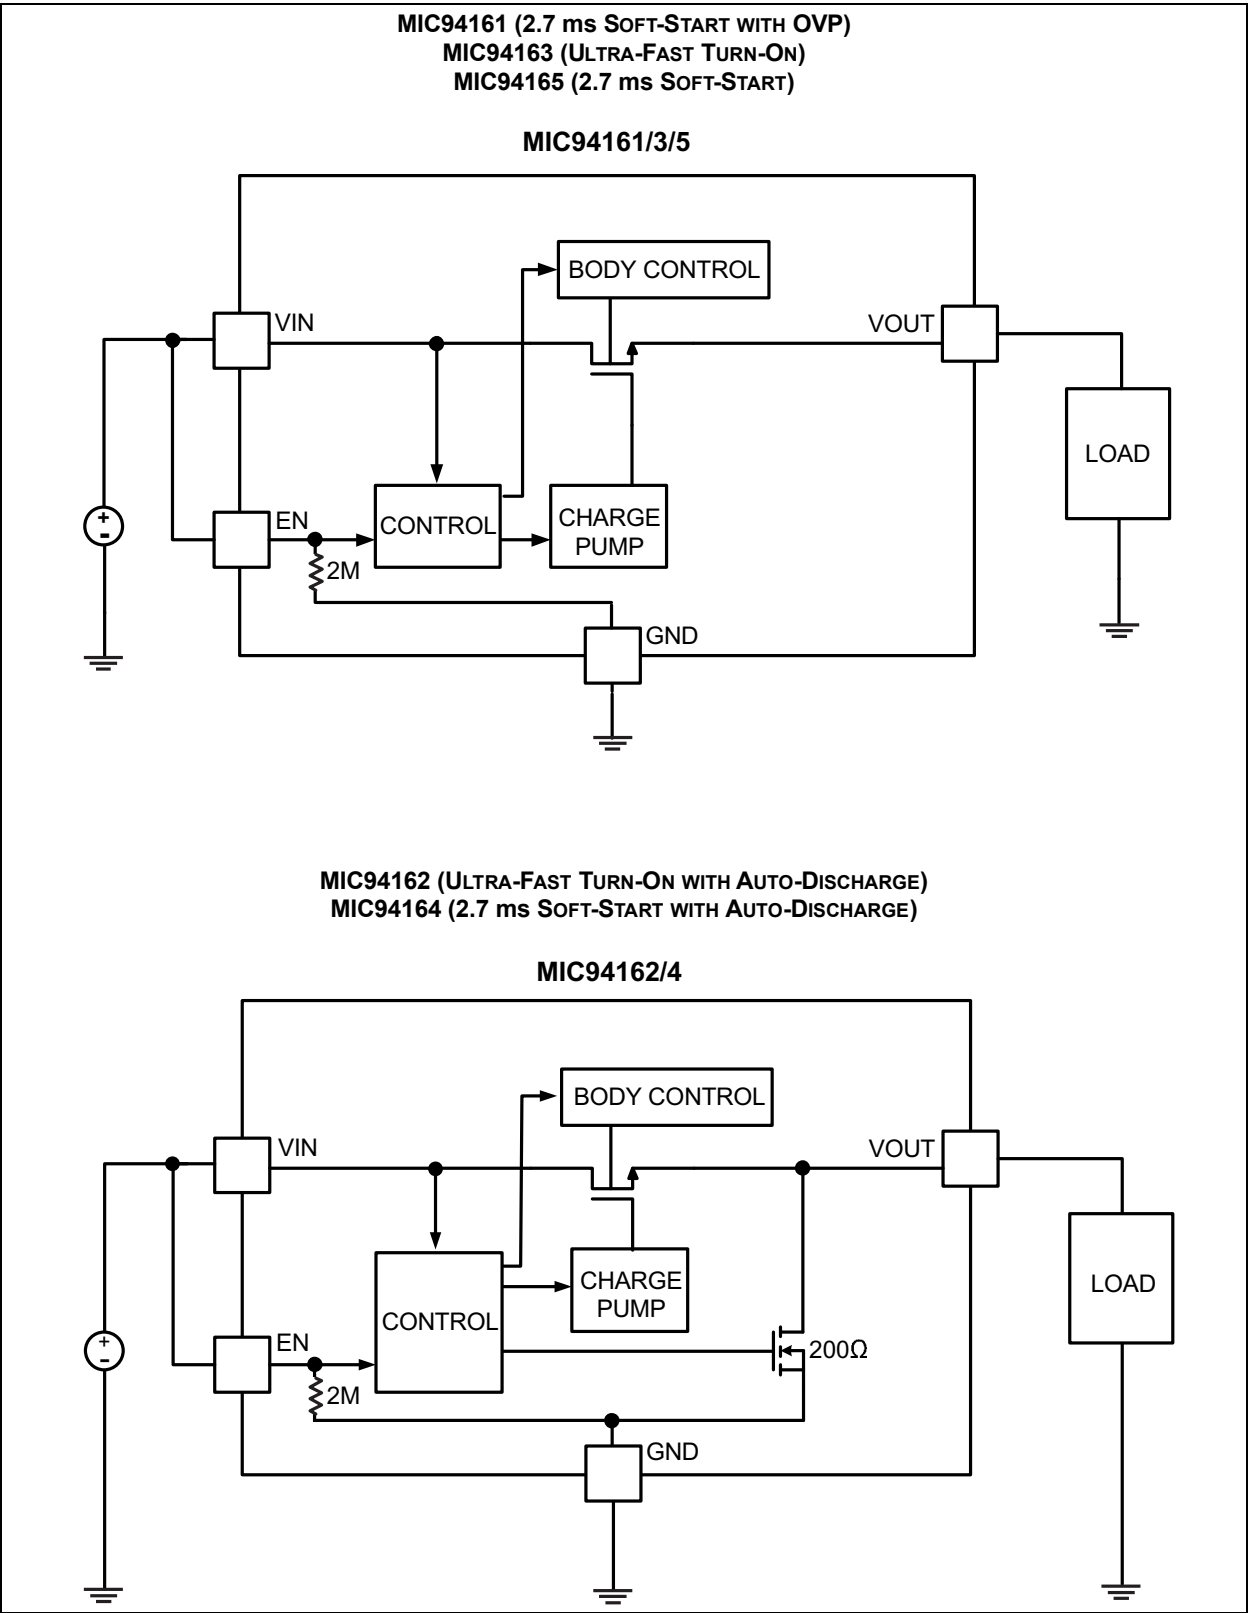 MIC94161 (2.7 ms SOFT-START WITH OVP)
MIC94163 (ULTRA-FAST TURN-ON)
MIC94165 (2.7 ms SOFT-START)
MIC94161/3/5
BODY CONTROL
VIN
VOUT
LOAD
EN
CONTROL
CHARGE
PUMP
+
-
2M
GND
MIC94162 (ULTRA-FAST TURN-ON WITH AUTO-DISCHARGE)
MIC94164 (2.7 ms SOFT-START WITH AUTO-DISCHARGE)
MIC94162/4
BODY CONTROL
VIN
VOUT
CHARGE
PUMP
LOAD
CONTROL
EN
+
-
200Ω
2M
GND